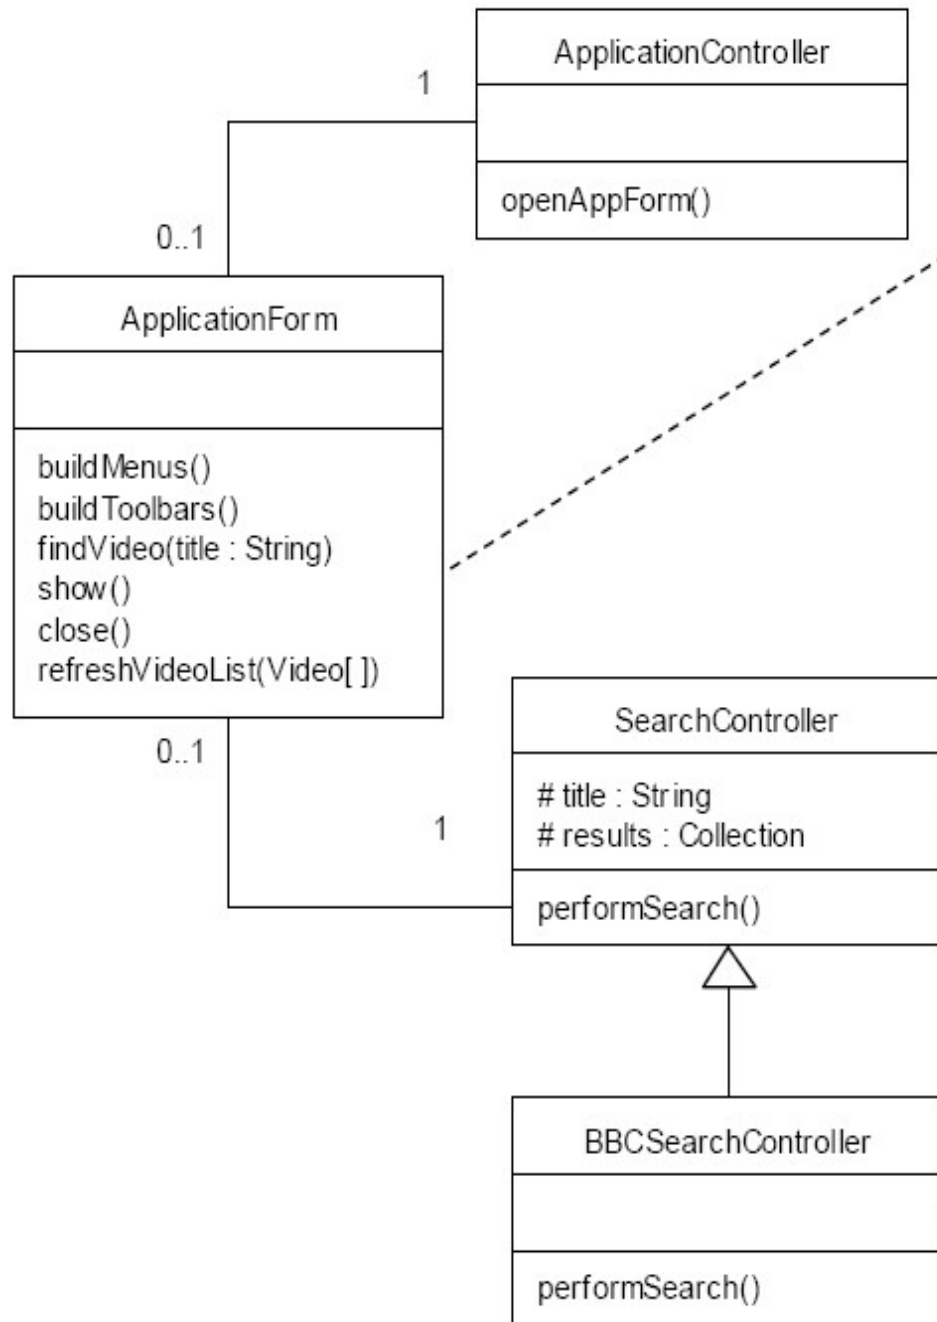 ApplicationController
1
openAppForm()
0..1
ApplicationForm
buildMenus()
buildToolbars()
findVideo(title : String)
show()
close()
refreshVideoList(Video[ ])
0..1
SearchController
# title : String
1
# results : Collection
performSearch()
BBCSearchController
performSearch()